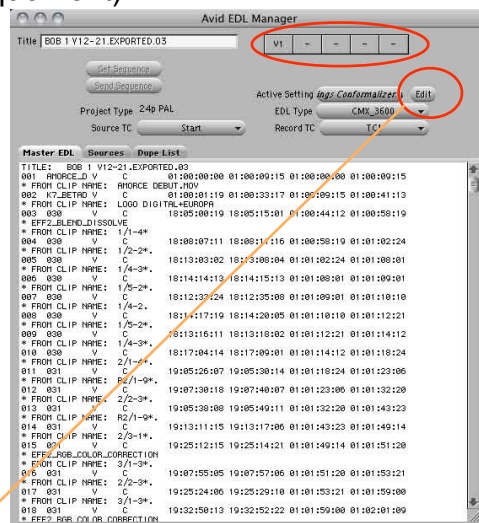 Avid EDL Manager
Title BOB 1 V12-21.EXPORTED.03 V1 - - - -
Get Sequence
Send Sequence
Active Setting ings Conformalizer Edit
Project Type 24p PAL EDL Type CMX_3600
Source TC Start Record TC TC1
Master EDL Sources Dupe List
TITLE: BOB 1 V12-21.EXPORTED.03
001 AMORCE_D V C 01:00:00:00 01:00:09:15 01:00:00:00 01:00:09:15
* FROM CLIP NAME: AMORCE DEBUT.MOV
002 K7_BETAD V C 01:00:01:19 01:00:33:17 01:00:09:15 01:00:41:13
* FROM CLIP NAME: LOGO DIGITAL+EUROPA
003 030 V C 18:05:00:19 18:05:15:01 01:00:44:12 01:00:58:19
* EFF2_BLEND_DISSOLVE
* FROM CLIP NAME: 1/1-4*
004 030 V C 18:08:07:11 18:08:11:16 01:00:58:19 01:01:02:24
* FROM CLIP NAME: 1/2-2*.
005 030 V C 18:13:03:02 18:13:08:04 01:01:02:24 01:01:08:01
* FROM CLIP NAME: 1/4-3*.
006 030 V C 18:14:14:13 18:14:15:13 01:01:08:01 01:01:09:01
* FROM CLIP NAME: 1/5-2*.
007 030 V C 18:12:33:24 18:12:35:08 01:01:09:01 01:01:10:10
* FROM CLIP NAME: 1/4-2.
008 030 V C 18:14:17:19 18:14:20:05 01:01:10:10 01:01:12:21
* FROM CLIP NAME: 1/5-2*.
009 030 V C 18:13:16:11 18:13:18:02 01:01:12:21 01:01:14:12
* FROM CLIP NAME: 1/4-3*.
010 030 V C 18:17:04:14 18:17:09:01 01:01:14:12 01:01:18:24
* FROM CLIP NAME: 2/1-4*.
011 031 V C 19:05:26:07 19:05:30:14 01:01:18:24 01:01:23:06
* FROM CLIP NAME: R2/1-9*.
012 031 V C 19:07:30:18 19:07:40:07 01:01:23:06 01:01:32:20
* FROM CLIP NAME: 2/2-3*.
013 031 V C 19:05:38:08 19:05:49:11 01:01:32:20 01:01:43:23
* FROM CLIP NAME: R2/1-9*.
014 031 V C 19:13:11:15 19:13:17:06 01:01:43:23 01:01:49:14
* FROM CLIP NAME: 2/3-1*.
015 031 V C 19:25:12:15 19:25:14:21 01:01:49:14 01:01:51:20
* EFF2_RGB_COLOR_CORRECTION
* FROM CLIP NAME: 3/1-3*.
016 031 V C 19:07:55:05 19:07:57:06 01:01:51:20 01:01:53:21
* FROM CLIP NAME: 2/2-3*.
017 031 V C 19:25:24:06 19:25:29:10 01:01:53:21 01:01:59:00
* FROM CLIP NAME: 3/1-3*.
018 031 V C 19:32:50:13 19:32:52:22 01:01:59:00 01:02:01:09
* EFF2_RGB_COLOR_CORRECTION